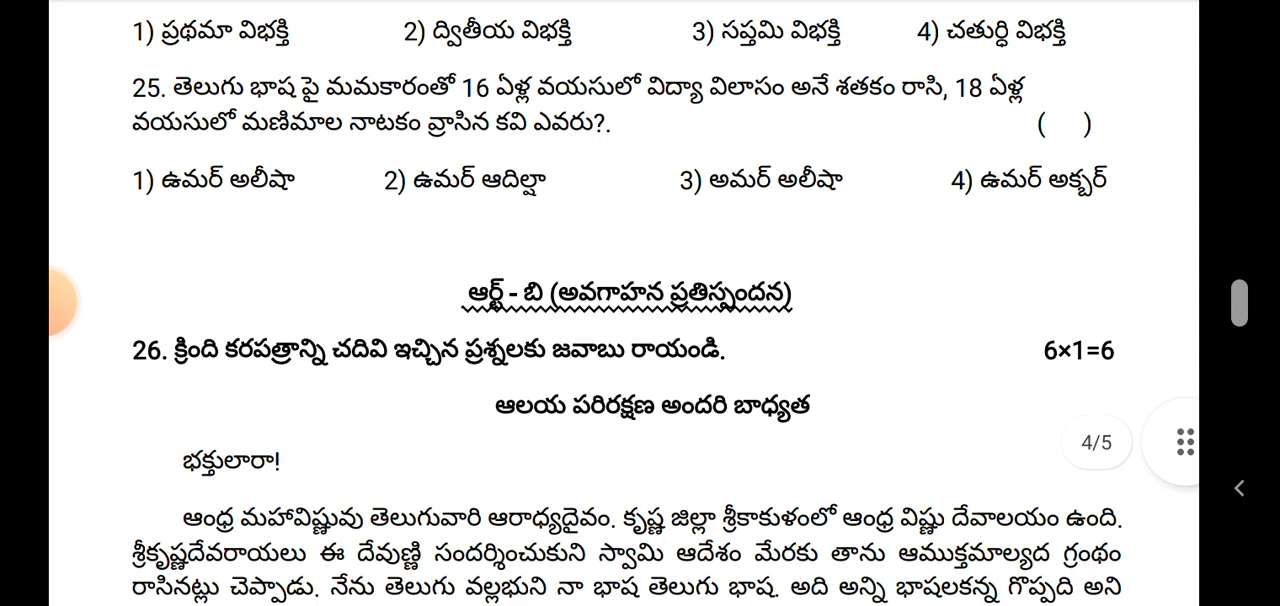 1) ప్రథమా విభక్తి 2) ద్వితీయ విభక్తి 3) సప్తమి విభక్తి 4) చతుర్థి విభక్తి
25. తెలుగు భాష పై మమకారంతో 16 ఏళ్ల వయసులో విద్యా విలాసం అనే శతకం రాసి, 18 ఏళ్ల
వయసులో మణిమాల నాటకం వ్రాసిన కవి ఎవరు?. ( )
1) ఉమర్ అలీషా 2) ఉమర్ ఆదిల్షా 3) అమర్ అలీషా 4) ఉమర్ అక్బర్
ఆర్ట్ - బి (అవగాహన ప్రతిస్పందన)
26. క్రింది కరపత్రాన్ని చదివి ఇచ్చిన ప్రశ్నలకు జవాబు రాయండి. 6×1=6
ఆలయ పరిరక్షణ అందరి బాధ్యత
4/5
భక్తులారా!
ఆంధ్ర మహావిష్ణువు తెలుగువారి ఆరాధ్యదైవం. కృష్ణ జిల్లా శ్రీకాకుళంలో ఆంధ్ర విష్ణు దేవాలయం ఉంది.
శ్రీకృష్ణదేవరాయలు ఈ దేవుణ్ణి సందర్శించుకుని స్వామి ఆదేశం మేరకు తాను ఆముక్తమాల్యద గ్రంథం
రాసినట్లు చెప్పాడు. నేను తెలుగు వల్లభుని నా భాష తెలుగు భాష. అది అన్ని భాషలకన్న గొప్పది అని